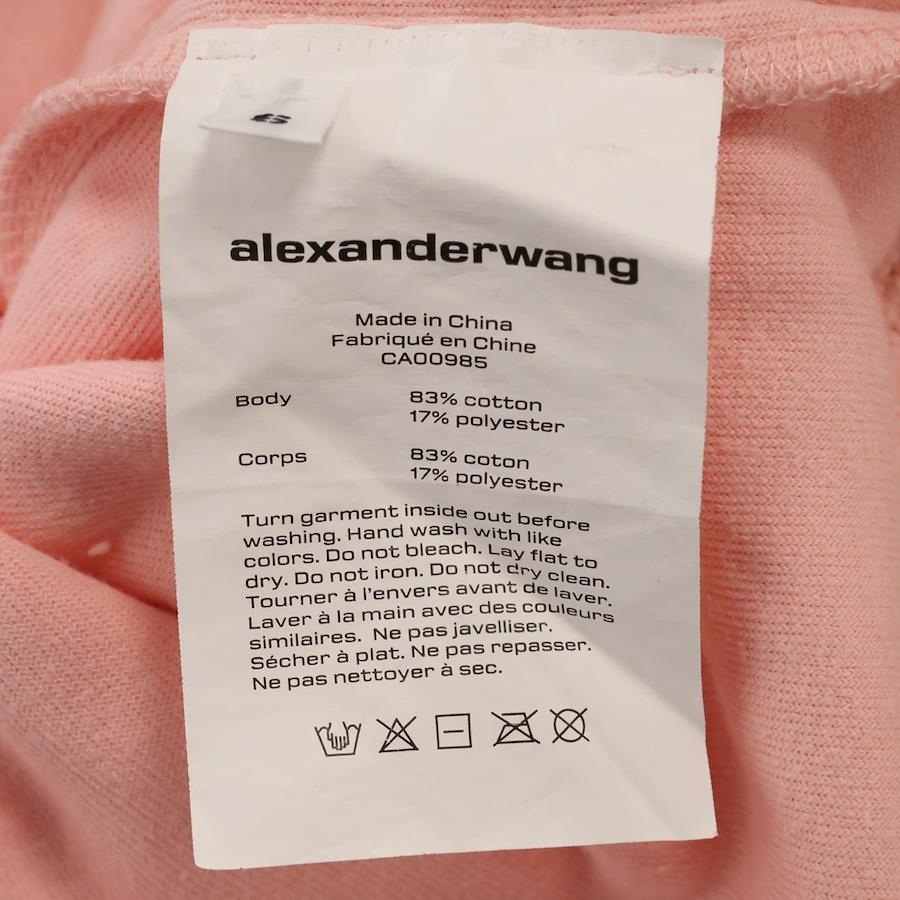 alexanderwang
Made in China
Fabriqué en Chine
CA00985
Body 83% cotton
17% polyester
Corps 83% coton
17% polyester
Turn garment inside out before
washing. Hand wash with like
colors. Do not bleach. Lay flat to
dry. Do not iron. Do not dry clean.
Tourner à l'envers avant de laver.
Laver à la main avec des couleurs
similaires. Ne pas javelliser.
Sécher à plat. Ne pas repasser.
Ne pas nettoyer à sec.